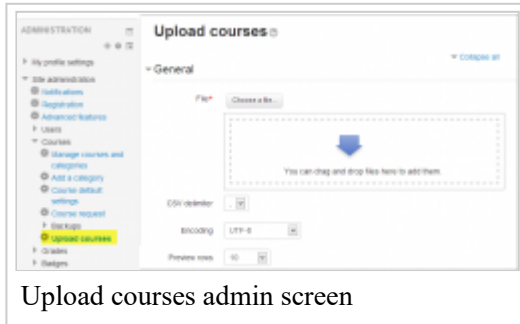 ADMINISTRATION
My profile settings
Site administration
Notifications
Registration
Advanced features
Users
Courses
Manage courses and
categories
Add a category
Course default
settings
Course request
Backups
Upload courses
Grades
Badges
Upload courses
Collapse all
General
File*
Choose a file...
You can drag and drop files here to add them.
CSV delimiter
,
Encoding
UTF-8
Preview rows
10
Upload courses admin screen